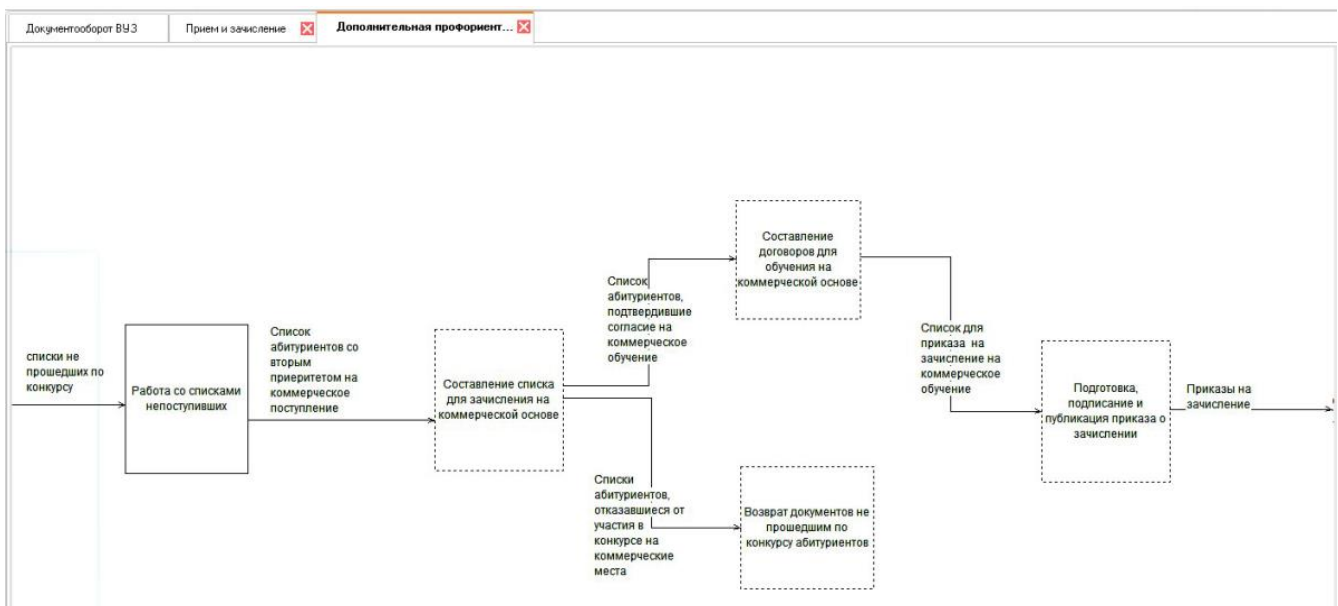 Документооборот ВУЗ
Прием и зачисление
Дополнительная профориент...
списки не
прошедших по
конкурсу
Работа со списками
непоступивших
Список
абитуриентов со
вторым
приеритетом на
коммерческое
поступление
Составление списка
для зачисления на
коммерческой основе
Список
абитуриентов,
подтвердившие
согласие на
коммерческое
обучение
Составление
договоров для
обучения на
коммерческой основе
Списки
абитуриентов,
отказавшиеся от
участия в
конкурсе на
коммерческие
места
Возврат документов не
прошедшим по
конкурсу абитуриентов
Список для
приказа на
зачисление на
коммерческое
обучение
Подготовка,
подписание и
публикация приказа о
зачислении
Приказы на
зачисление